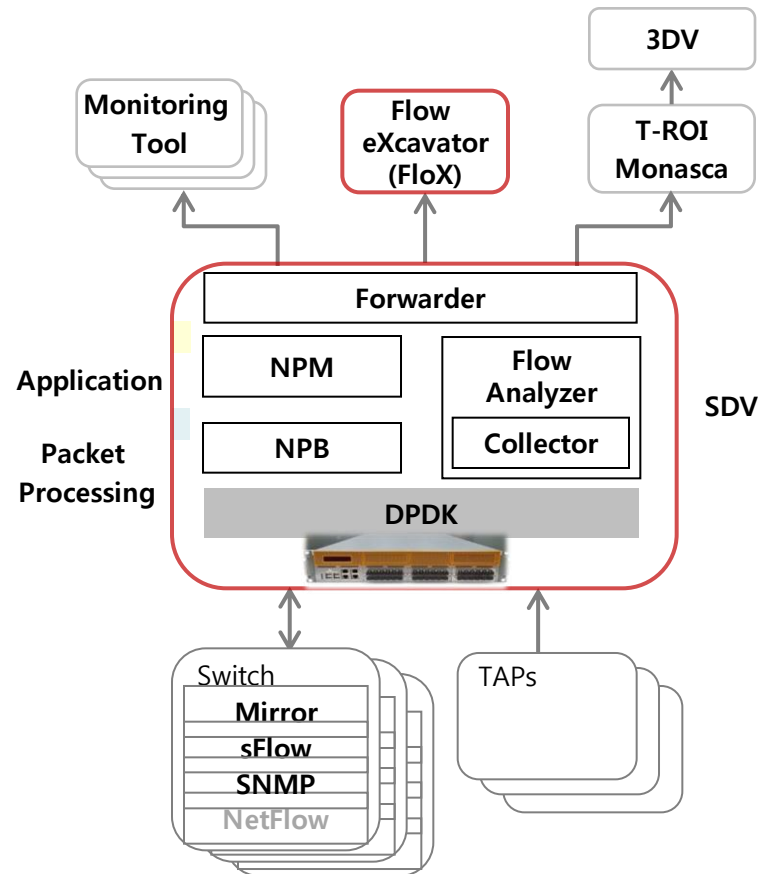 3DV
Monitoring
Tool
Flow
eXcavator
(FloX)
T-ROI
Monasca
Forwarder
Application
NPM
Flow
Analyzer
SDV
Packet
Processing
NPB
Collector
DPDK
Switch
Mirror
sFlow
SNMP
NetFlow
TAPs